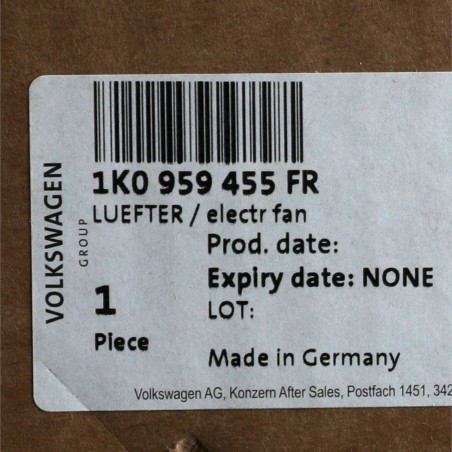 1K0 959 455 FR
LUEFTER / electr fan
Prod. date:
Expiry date: NONE
LOT:
1
Piece
Made in Germany
VOLKSWAGEN
GROUP
Volkswagen AG, Konzern After Sales, Postfach 1451, 342